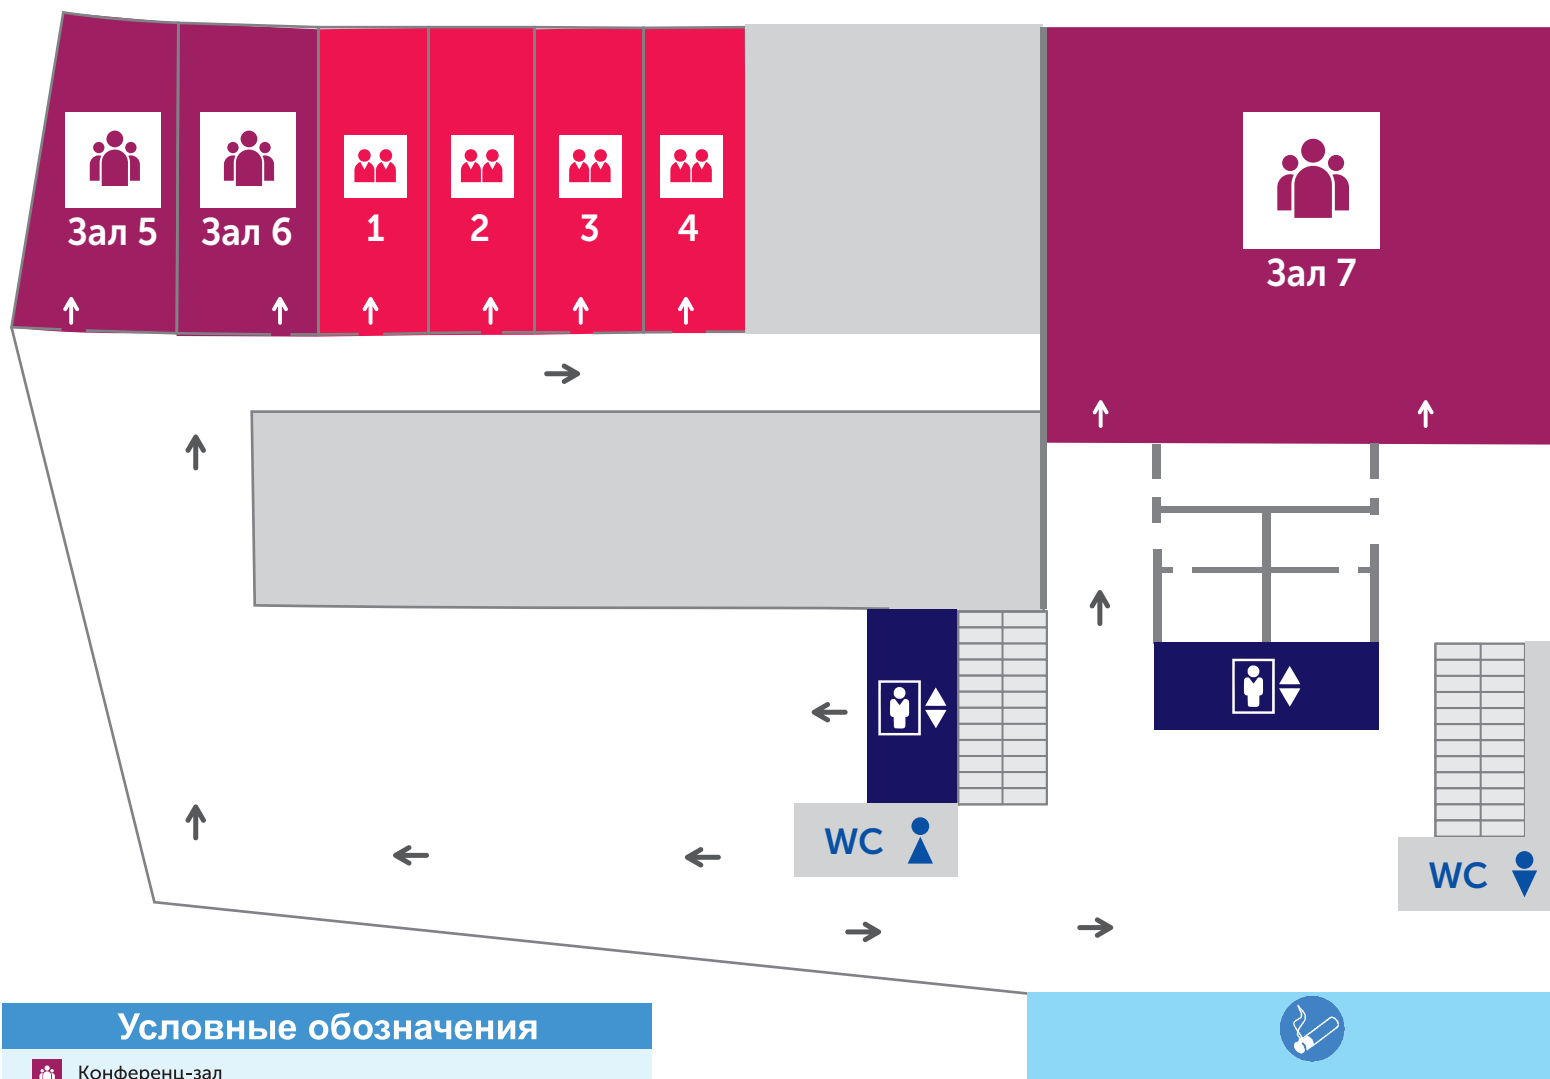 Зал 5
Зал 6
1
2
3
4
Зал 7
WC
WC
Условные обозначения
Конференц-зал